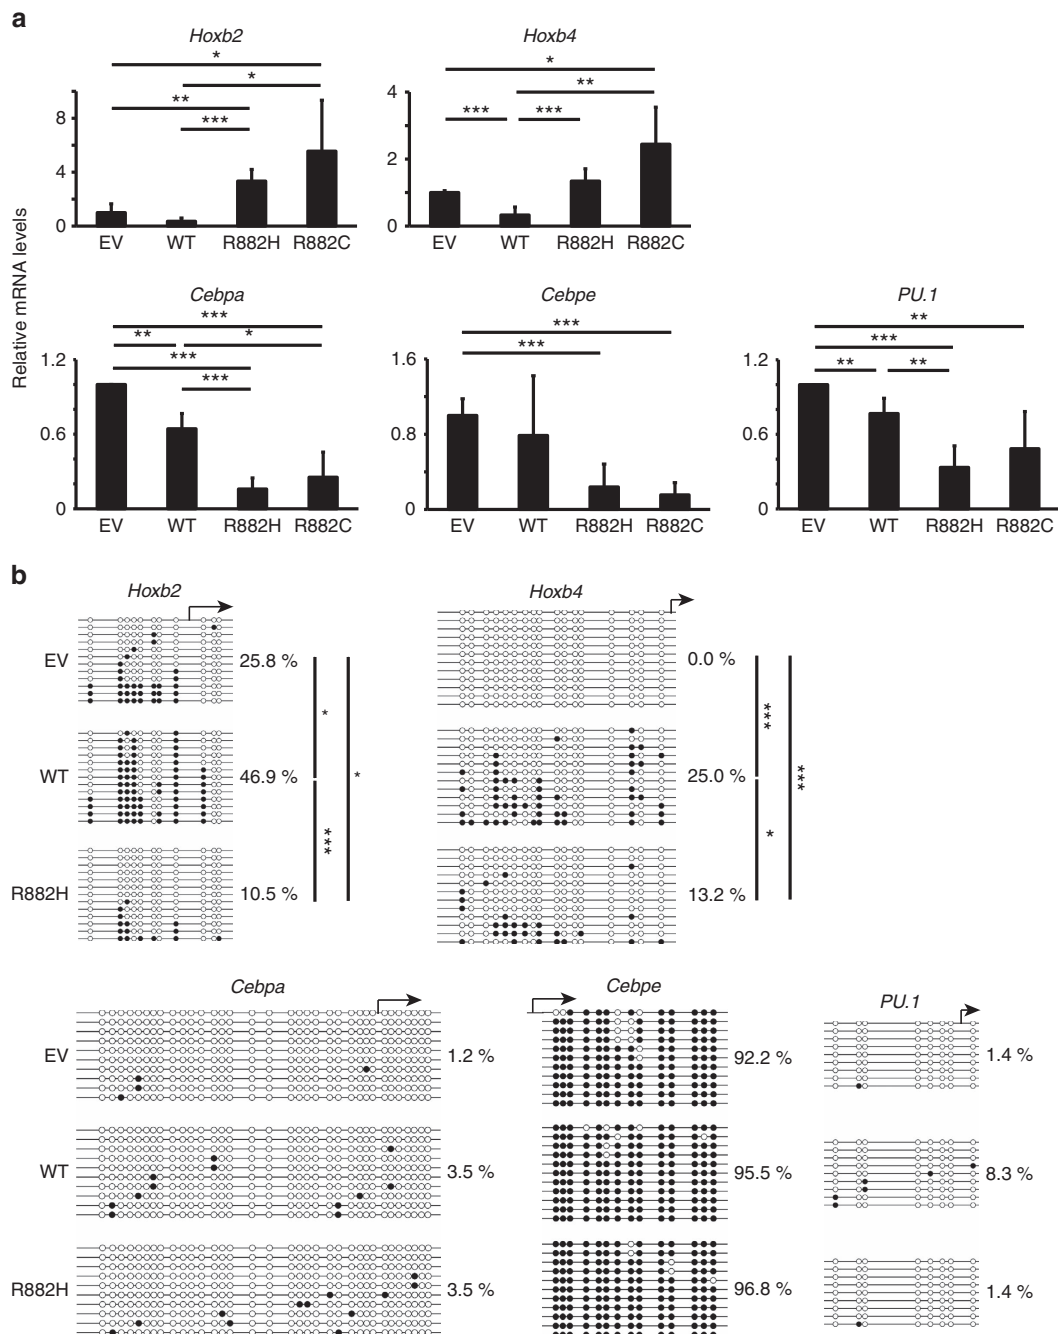 a
Hoxb2
Hoxb4
*
*
**
***
*
**
***
***
8
4
0
4
2
0
EV
WT
R882H
R882C
EV
WT
R882H
R882C
Relative mRNA levels
Cebpa
Cebpe
PU.1
***
**
*
***
***
***
***
**
***
**
**
1.2
0.6
0
1.6
0.8
0
1.2
0.6
0
EV
WT
R882H
R882C
EV
WT
R882H
R882C
EV
WT
R882H
R882C
b
Hoxb2
Hoxb4
EV
25.8 %
0.0 %
*
***
WT
46.9 %
*
25.0 %
***
***
*
R882H
10.5 %
13.2 %
Cebpa
Cebpe
PU.1
EV
1.2 %
92.2 %
1.4 %
WT
3.5 %
95.5 %
8.3 %
R882H
3.5 %
96.8 %
1.4 %